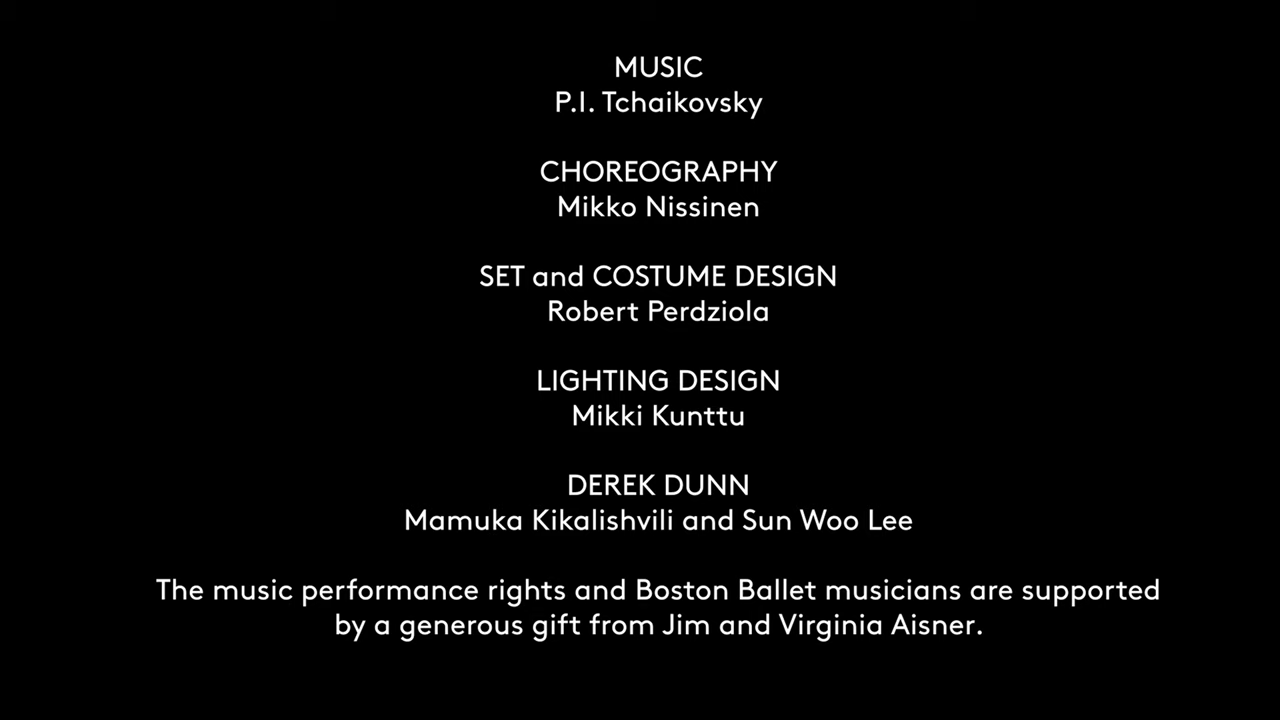 MUSIC
P.I. Tchaikovsky
CHOREOGRAPHY
Mikko Nissinen
SET and COSTUME DESIGN
Robert Perdziola
LIGHTING DESIGN
Mikki Kunttu
DEREK DUNN
Mamuka Kikalishvili and Sun Woo Lee
The music performance rights and Boston Ballet musicians are supported
by a generous gift from Jim and Virginia Aisner.